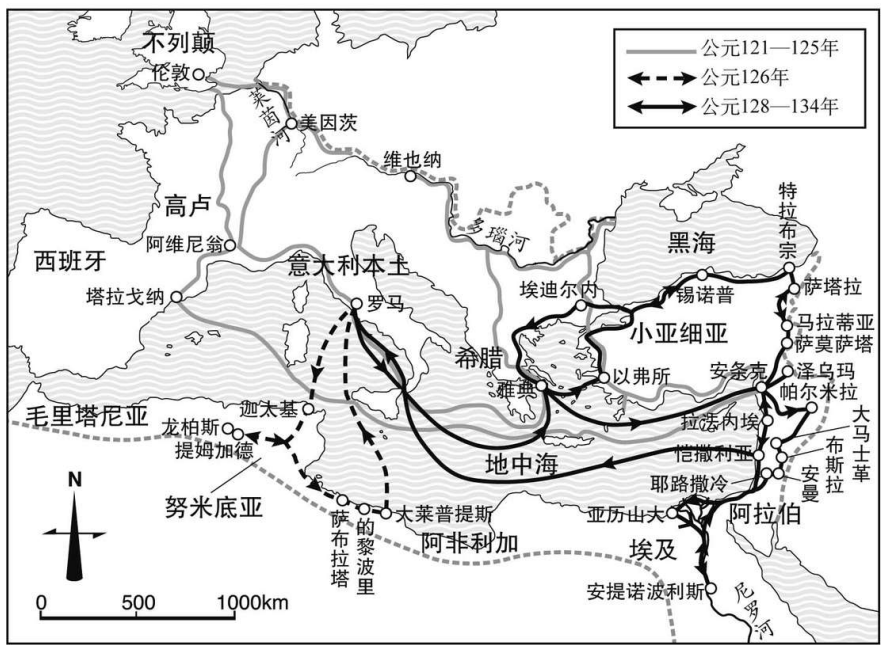 公元121—125年
公元126年
公元128—134年
不列颠
伦敦
莱茵河
美因茨
维也纳
高卢
阿维尼翁
西班牙
塔拉戈纳
意大利本土
罗马
多瑙河
黑海
特拉布宗
埃迪尔内
锡诺普
萨塔拉
小亚细亚
马拉蒂亚
萨莫萨塔
希腊
雅典
以弗所
安条克
泽乌玛
帕尔米拉
毛里塔尼亚
迦太基
龙柏斯
提姆加德
拉法内埃
大马士革
地中海
恺撒利亚
布斯拉
耶路撒冷
安曼
努米底亚
萨布拉塔
的黎波里
大莱普提斯
阿非利加
亚历山大
阿拉伯
埃及
安提诺波利斯
尼罗河
N
0 500 1000km